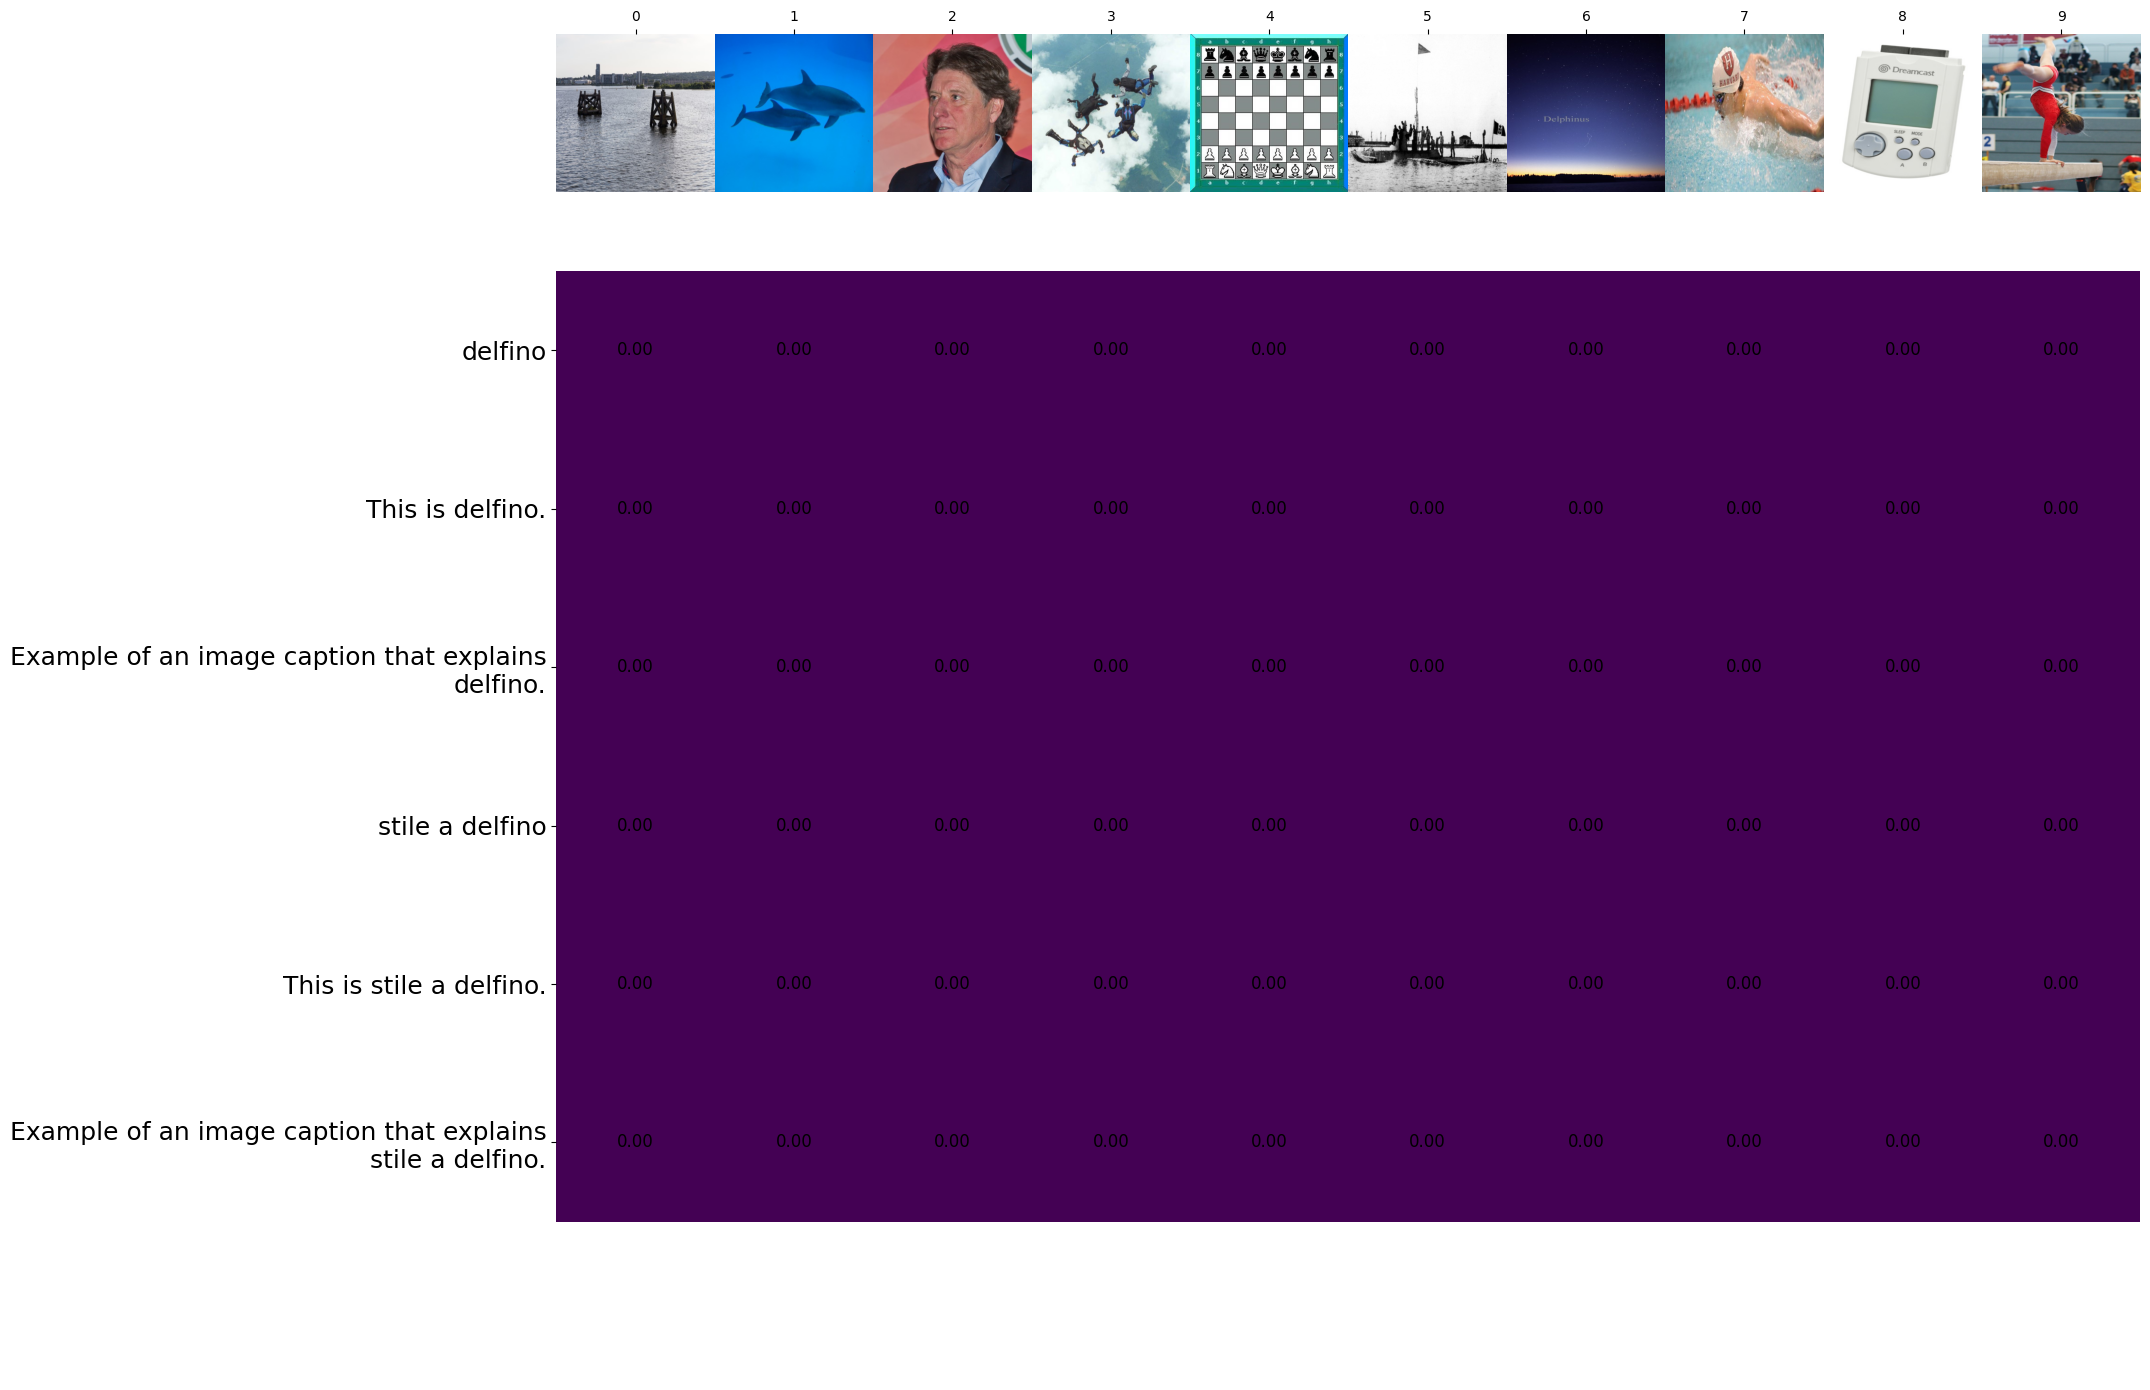 0 1 2 3 4 5 6 7 8 9
Delphinus
Dreamcast
SLEEP MODE
A B
2
delfino 0.00 0.00 0.00 0.00 0.00 0.00 0.00 0.00 0.00 0.00
This is delfino. 0.00 0.00 0.00 0.00 0.00 0.00 0.00 0.00 0.00 0.00
Example of an image caption that explains
delfino. 0.00 0.00 0.00 0.00 0.00 0.00 0.00 0.00 0.00 0.00
stile a delfino 0.00 0.00 0.00 0.00 0.00 0.00 0.00 0.00 0.00 0.00
This is stile a delfino. 0.00 0.00 0.00 0.00 0.00 0.00 0.00 0.00 0.00 0.00
Example of an image caption that explains
stile a delfino. 0.00 0.00 0.00 0.00 0.00 0.00 0.00 0.00 0.00 0.00